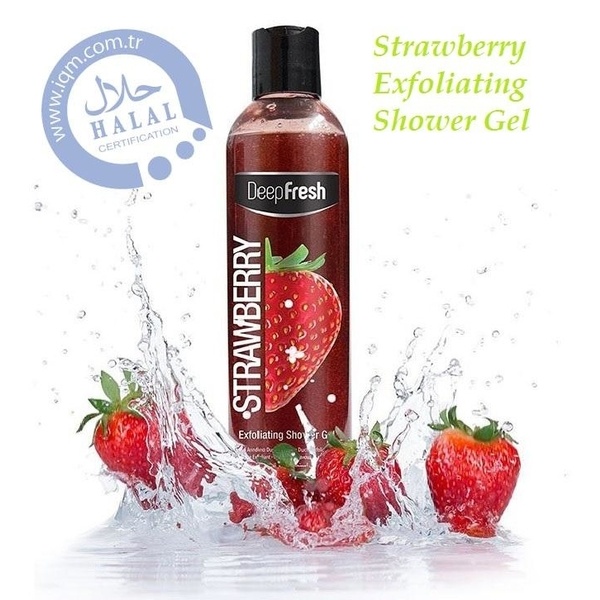 www.iqm.com.tr
حلال
HALAL
CERTIFICATION
Strawberry
Exfoliating
Shower Gel
DeepFresh
STRAWBERRY
Exfoliating Shower G